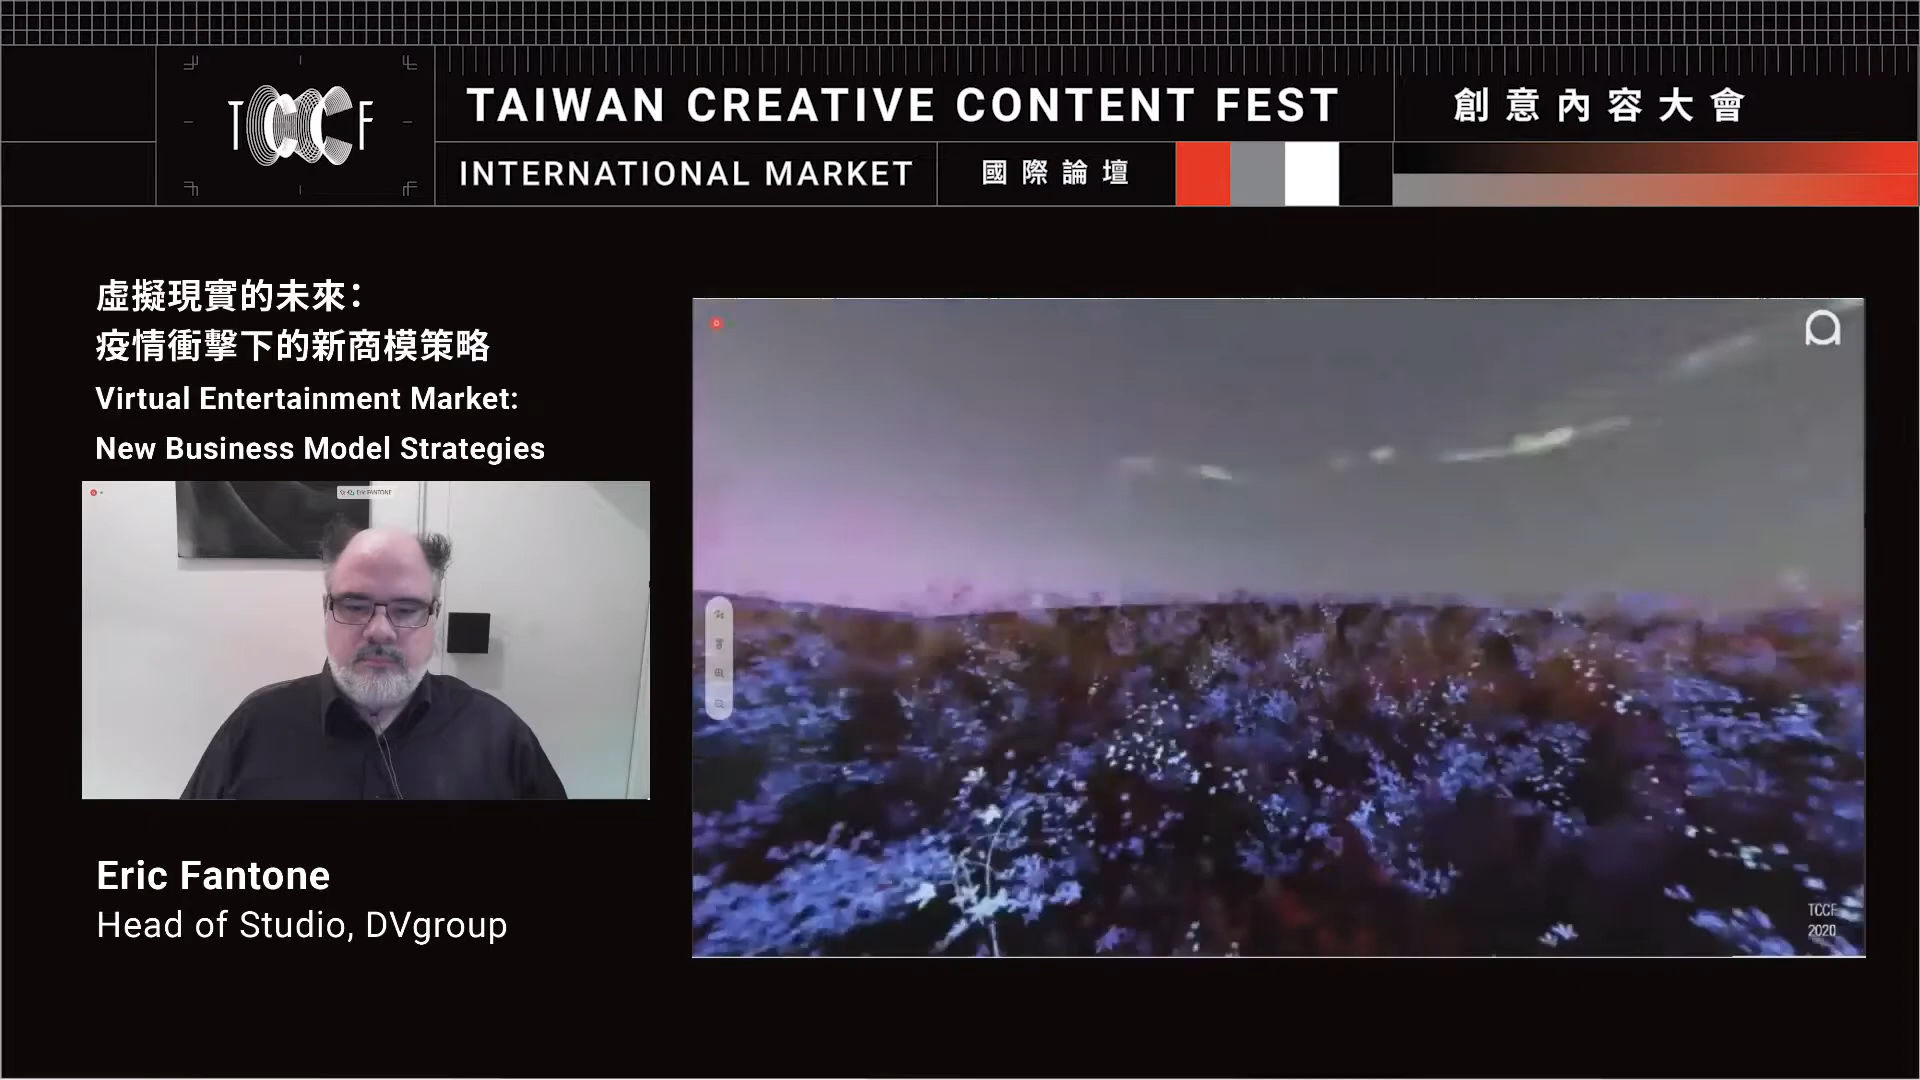 TCCF
TAIWAN CREATIVE CONTENT FEST
創意內容大會
INTERNATIONAL MARKET
國際論壇
虛擬現實的未來：
疫情衝擊下的新商模策略
Virtual Entertainment Market:
New Business Model Strategies
Eric FANTONE
Eric Fantone
Head of Studio, DVgroup
TCCF
2020